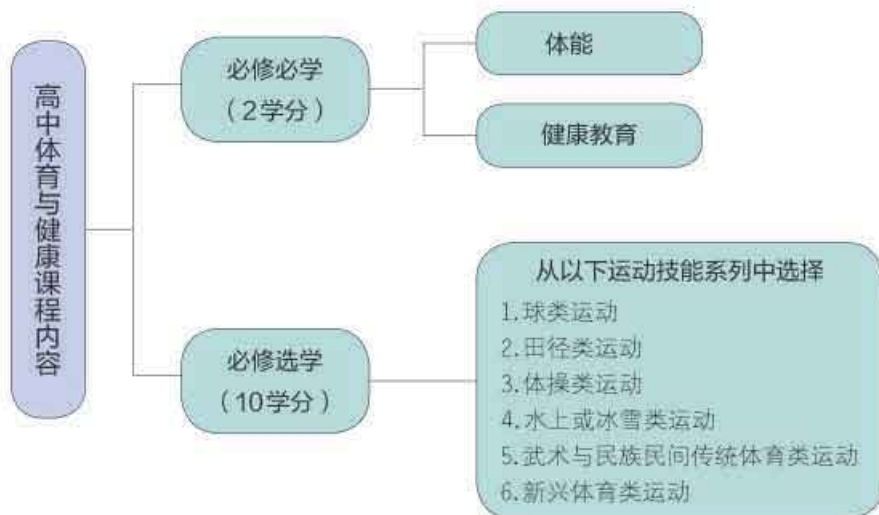 高中体育与健康课程内容
必修必学
（2学分）
体能
健康教育
必修选学
（10学分）
从以下运动技能系列中选择
1.球类运动
2.田径类运动
3.体操类运动
4.水上或冰雪类运动
5.武术与民族民间传统体育类运动
6.新兴体育类运动